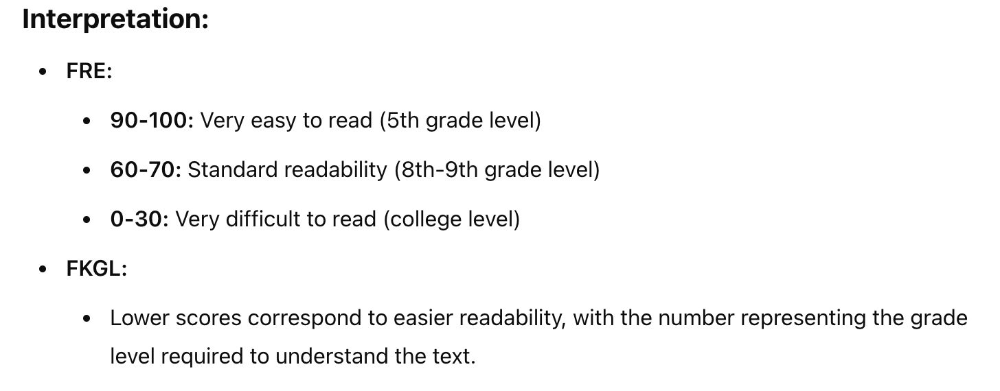 Interpretation:
• FRE:
• 90-100: Very easy to read (5th grade level)
• 60-70: Standard readability (8th-9th grade level)
• 0-30: Very difficult to read (college level)
• FKGL:
• Lower scores correspond to easier readability, with the number representing the grade
level required to understand the text.